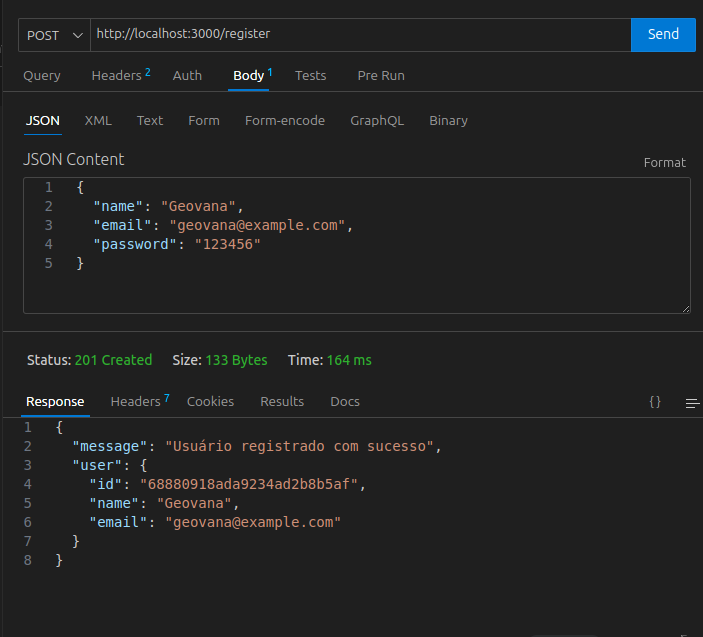 POST http://localhost:3000/register Send
Query Headers 2 Auth Body 1 Tests Pre Run
JSON XML Text Form Form-encode GraphQL Binary
JSON Content
Format
1 {
2 "name": "Geovana",
3 "email": "geovana@example.com",
4 "password": "123456"
5 }
Status: 201 Created Size: 133 Bytes Time: 164 ms
Response Headers 7 Cookies Results Docs {}
1 {
2 "message": "Usuário registrado com sucesso",
3 "user": {
4 "id": "68880918ada9234ad2b8b5af",
5 "name": "Geovana",
6 "email": "geovana@example.com"
7 }
8 }